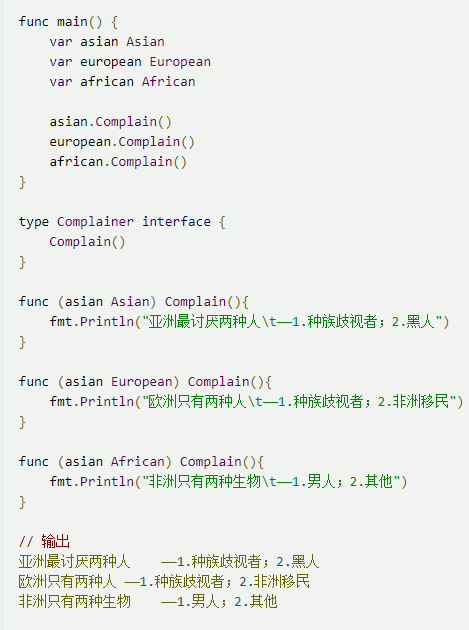 func main() {
    var asian Asian
    var european European
    var african African

    asian.Complain()
    european.Complain()
    african.Complain()
}

type Complainer interface {
    Complain()
}

func (asian Asian) Complain(){
    fmt.Println("亚洲最讨厌两种人\t——1.种族歧视者；2.黑人")
}

func (asian European) Complain(){
    fmt.Println("欧洲只有两种人\t——1.种族歧视者；2.非洲移民")
}

func (asian African) Complain(){
    fmt.Println("非洲只有两种生物\t——1.男人；2.其他")
}

// 输出
亚洲最讨厌两种人    ——1.种族歧视者；2.黑人
欧洲只有两种人 ——1.种族歧视者；2.非洲移民
非洲只有两种生物    ——1.男人；2.其他